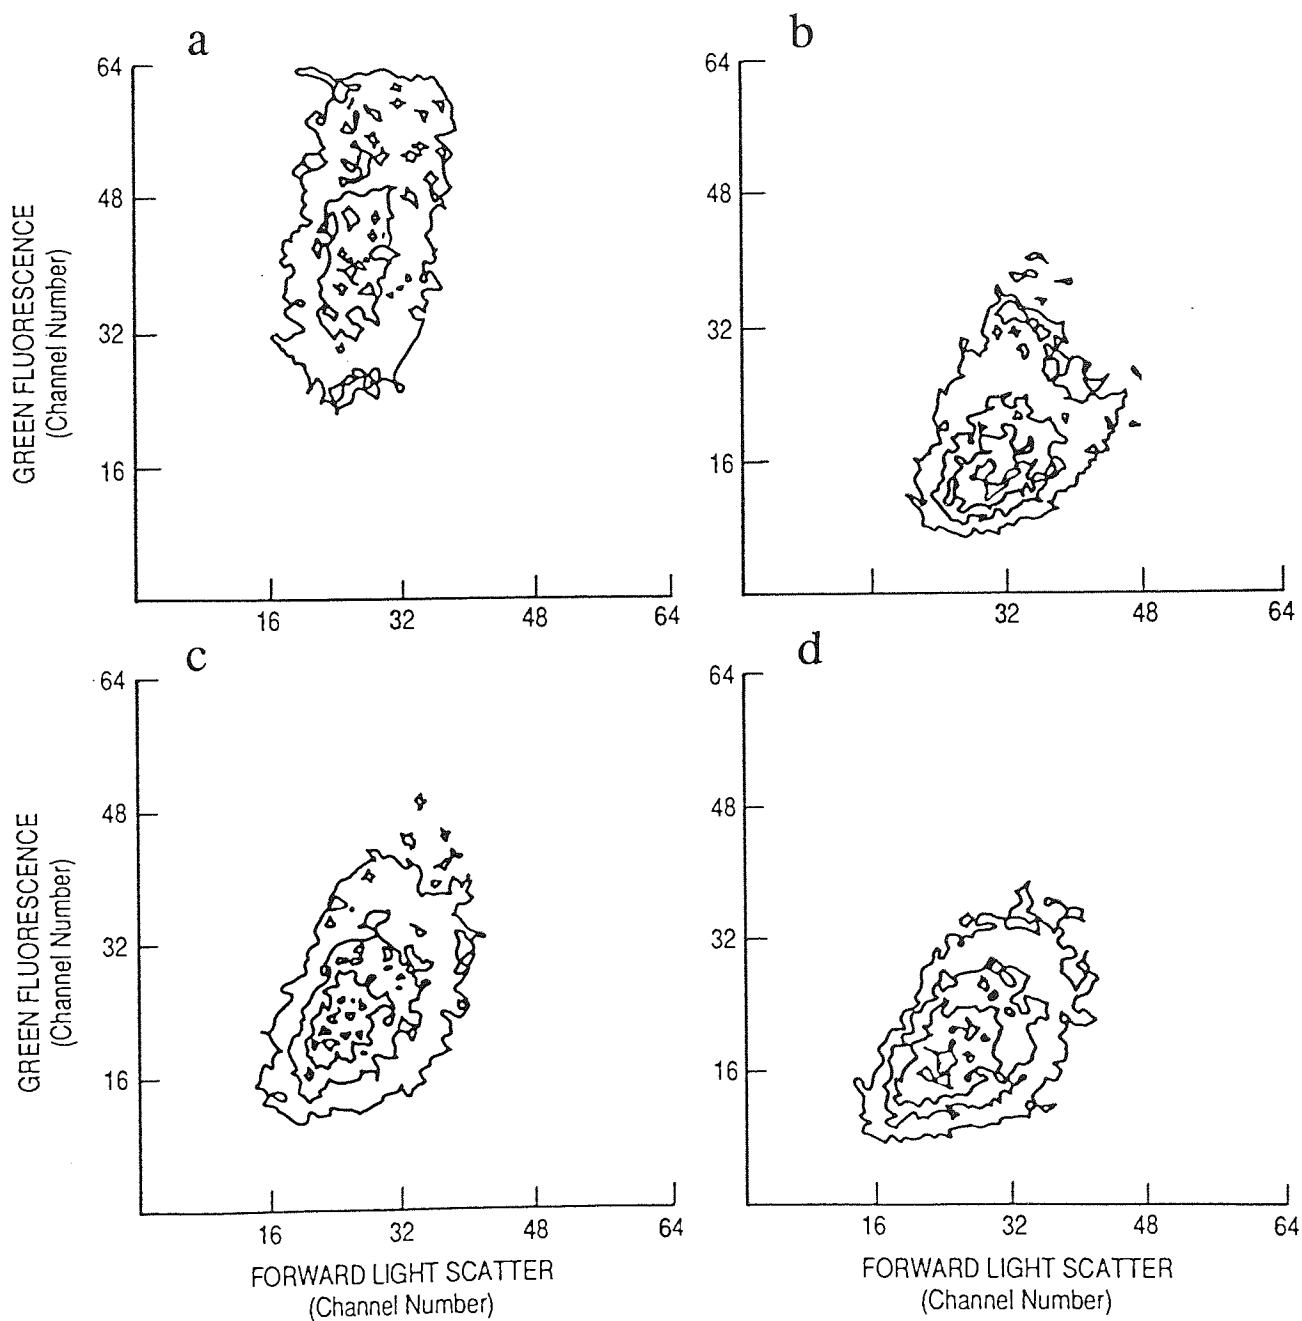 a
64
48
32
16
16
32
48
64
GREEN FLUORESCENCE
(Channel Number)
b
64
48
32
16
32
48
64
c
64
48
32
16
16
32
48
64
GREEN FLUORESCENCE
(Channel Number)
FORWARD LIGHT SCATTER
(Channel Number)
d
64
48
32
16
16
32
48
64
FORWARD LIGHT SCATTER
(Channel Number)